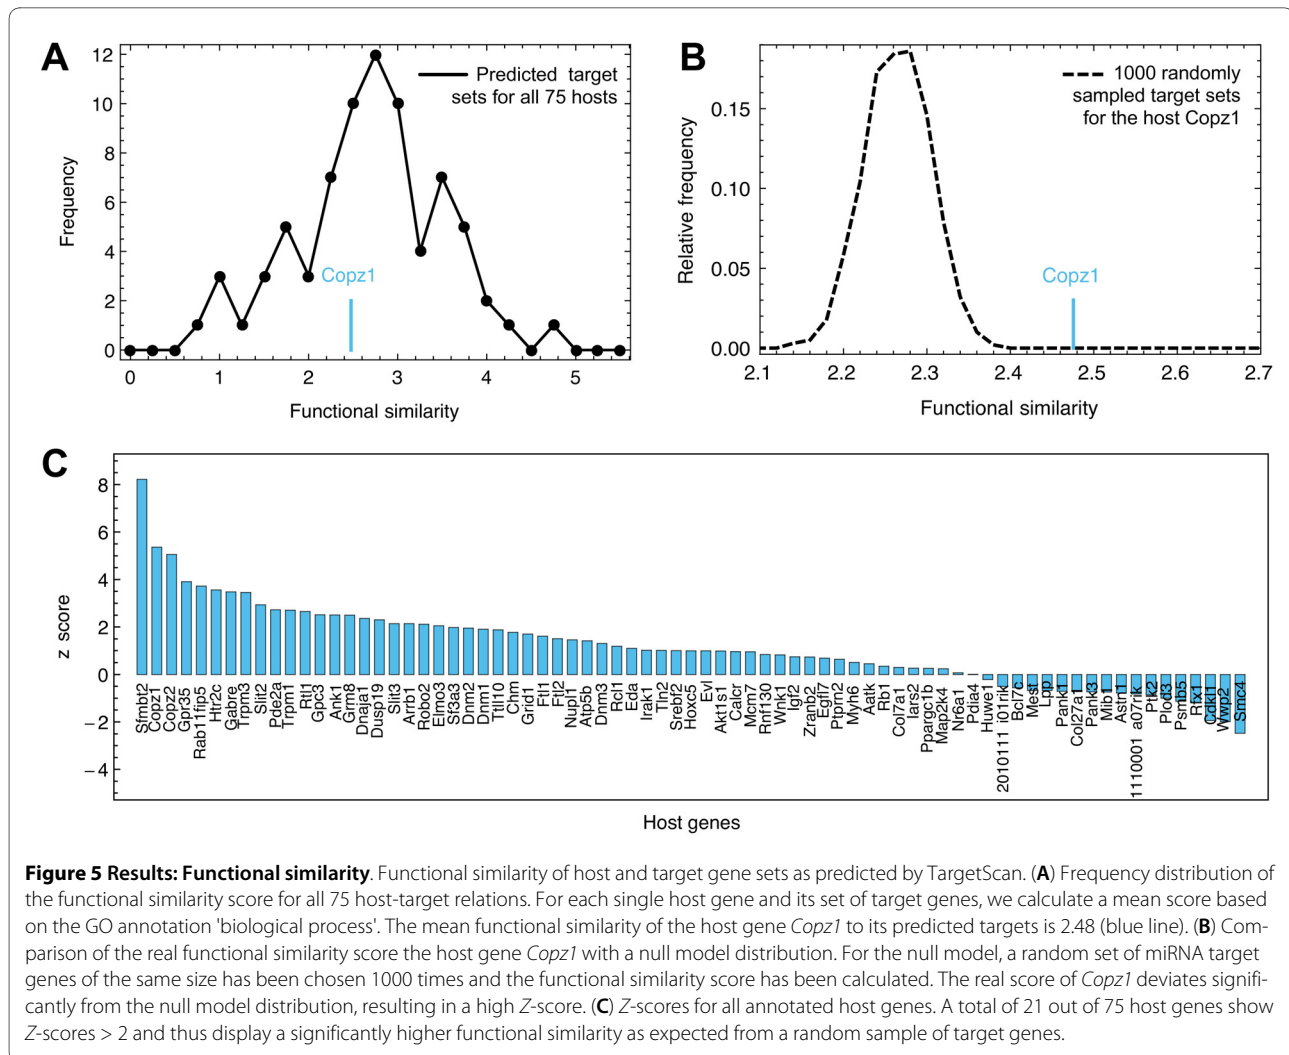 A
12
10
8
6
4
2
0
Frequency
Predicted target
sets for all 75 hosts
Copz1
0 1 2 3 4 5
Functional similarity
B
0.15
0.10
0.05
0.00
Relative frequency
1000 randomly
sampled target sets
for the host Copz1
Copz1
2.1 2.2 2.3 2.4 2.5 2.6 2.7
Functional similarity
C
8
6
4
2
0
−2
−4
z score
Sfmbt2
Copz1
Copz2
Gpr35
Rab11fip5
Htr2c
Gabre
Trpm3
Slit2
Pde2a
Trpm1
Rtl1
Gpc3
Ank1
Grm8
Dnaja1
Dusp19
Slit3
Arrb1
Robo2
Elmo3
Sf3a3
Dnm2
Dnm1
Ttll10
Chm
Grid1
Ftl1
Fit2
Nupl1
Atp5b
Dnm3
Rcl1
Eda
Irak1
Tln2
Srebf2
Hoxc5
Evl
Akt1s1
Calcr
Mcm7
Rnf130
Wnk1
Igf2
Zranb2
Egfl7
Ptprn2
Myh6
Aatk
Rb1
Col7a1
Iars2
Ppargc1b
Map2k4
Nr6a1
Pdia4
Huwe1
2010111 i01rik
Bcl7c
Mest
Lpp
Pank1
Col27a1
Pank3
Mib1
Astn1
1110001 a07rik
Ptk2
Plod3
Psmb5
Rfx1
Cdkl1
Wwp2
Smc4
Host genes
Figure 5 Results: Functional similarity. Functional similarity of host and target gene sets as predicted by TargetScan. (A) Frequency distribution of
the functional similarity score for all 75 host-target relations. For each single host gene and its set of target genes, we calculate a mean score based
on the GO annotation 'biological process'. The mean functional similarity of the host gene Copz1 to its predicted targets is 2.48 (blue line). (B) Com-
parison of the real functional similarity score the host gene Copz1 with a null model distribution. For the null model, a random set of miRNA target
genes of the same size has been chosen 1000 times and the functional similarity score has been calculated. The real score of Copz1 deviates signifi-
cantly from the null model distribution, resulting in a high Z-score. (C) Z-scores for all annotated host genes. A total of 21 out of 75 host genes show
Z-scores > 2 and thus display a significantly higher functional similarity as expected from a random sample of target genes.